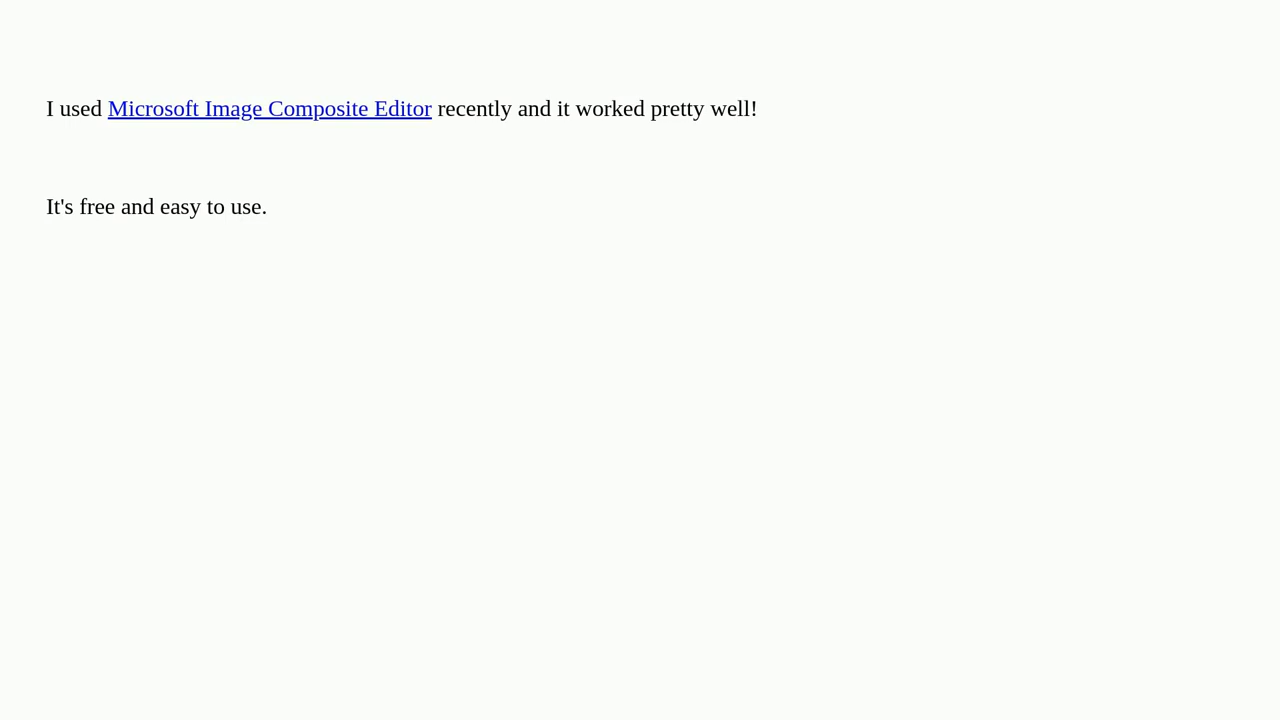 I used Microsoft Image Composite Editor recently and it worked pretty well!
It's free and easy to use.